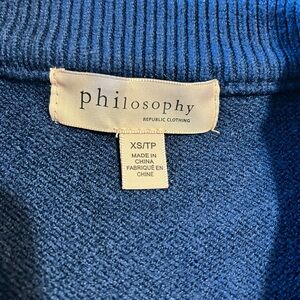 philosophy
REPUBLIC CLOTHING
XS/TP
MADE IN
CHINA
FABRIQUÉ EN
CHINE